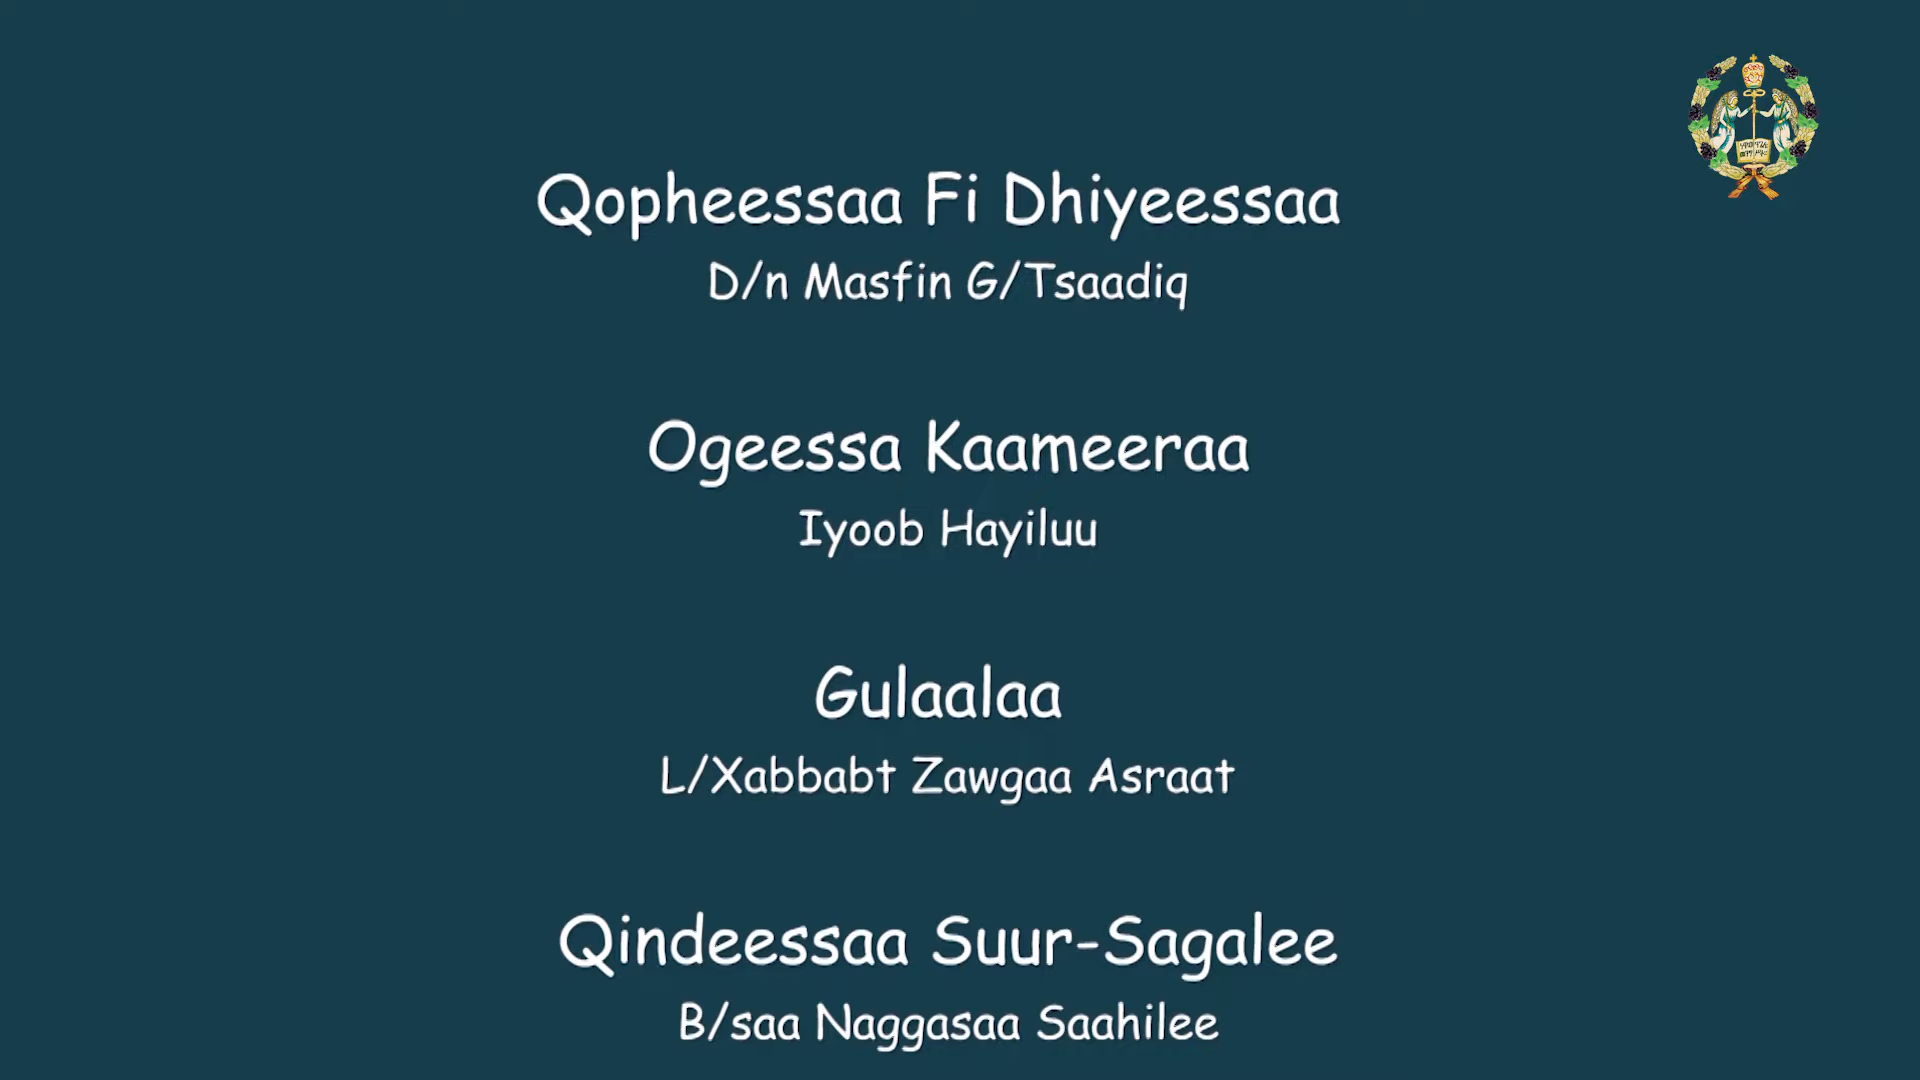 Qopheessaa Fi Dhiyeessaa
D/n Masfin G/Tsaadiq
Ogeessa Kaameeraa
Iyoob Hayiluu
Gulaalaa
L/Xabbabt Zawgaa Asraat
Qindeessaa Suur-Sagalee
B/saa Naggasaa Saahilee